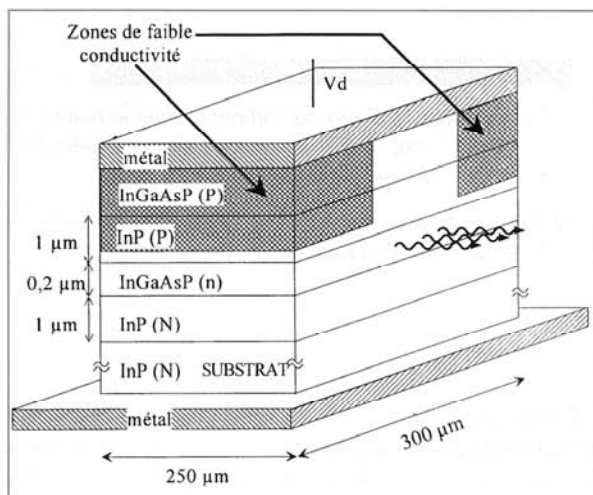 Zones de faible
conductivité
Vd
métal
InGaAsP (P)
InP (P)
1 µm
InGaAsP (n)
0,2 µm
InP (N)
1 µm
InP (N) SUBSTRAT
métal
250 µm
300 µm